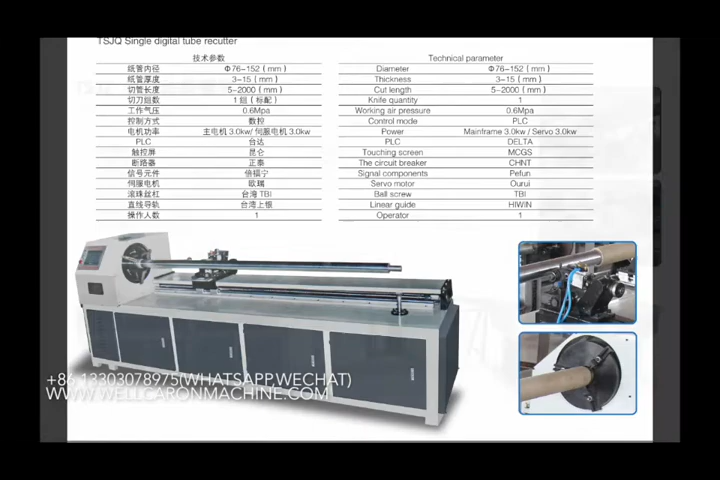 TSJQ Single digital tube recutter
技术参数
纸管内径 Φ76-152（mm）
纸管厚度 3-15（mm）
切管长度 5-2000（mm）
切刀组数 1组（标配）
工作气压 0.6Mpa
控制方式 数控
电机功率 主电机 3.0kw/ 伺服电机 3.0kw
PLC 台达
触控屏 昆仑
断路器 正泰
信号元件 倍福宁
伺服电机 欧瑞
滚珠丝杠 台湾 TBI
直线导轨 台湾上银
操作人数 1
Technical parameter
Diameter Φ76-152（mm）
Thickness 3-15（mm）
Cut length 5-2000（mm）
Knife quantity 1
Working air pressure 0.6Mpa
Control mode PLC
Power Mainframe 3.0kw / Servo 3.0kw
PLC DELTA
Touching screen MCGS
The circuit breaker CHNT
Signal components Pefun
Servo motor Ourui
Ball screw TBI
Linear guide HIWIN
Operator 1
+86 13303078975(WHATSAPP,WECHAT)
WWW.WELLCARONMACHINE.COM